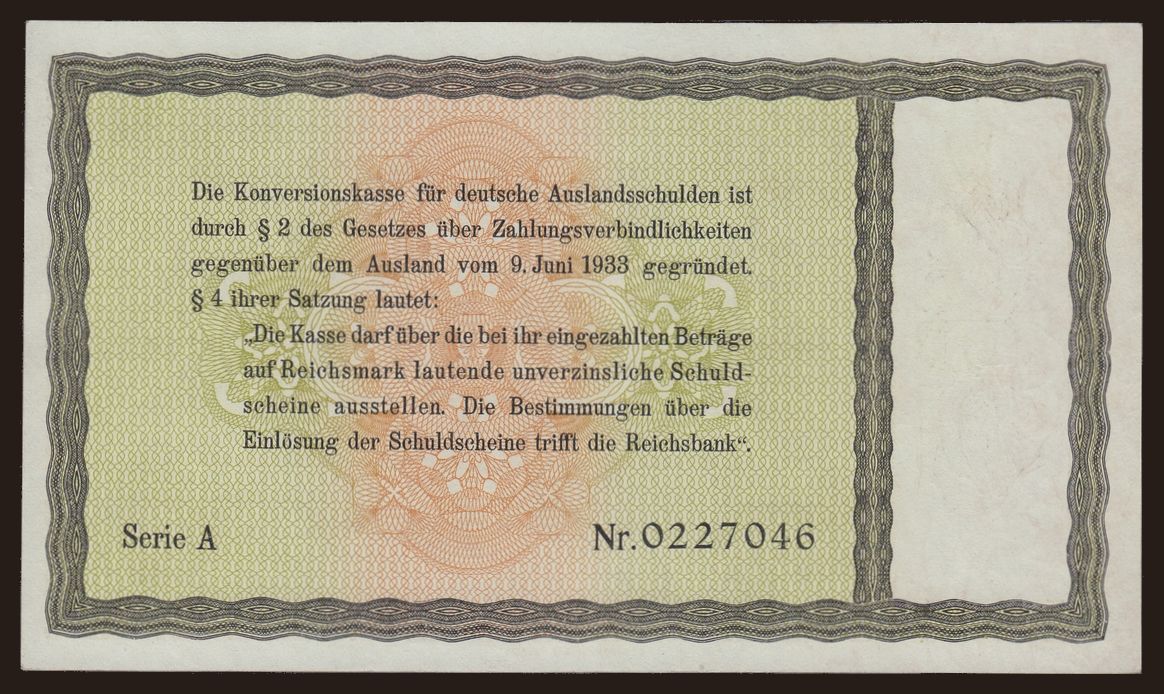 Die Konversionskasse für deutsche Auslandsschulden ist
durch § 2 des Gesetzes über Zahlungsverbindlichkeiten
gegenüber dem Ausland vom 9. Juni 1933 gegründet.
§ 4 ihrer Satzung lautet:
„Die Kasse darf über die bei ihr eingezahlten Beträge
auf Reichsmark lautende unverzinsliche Schuld-
scheine ausstellen. Die Bestimmungen über die
Einlösung der Schuldscheine trifft die Reichsbank“.
Serie A Nr. 0227046